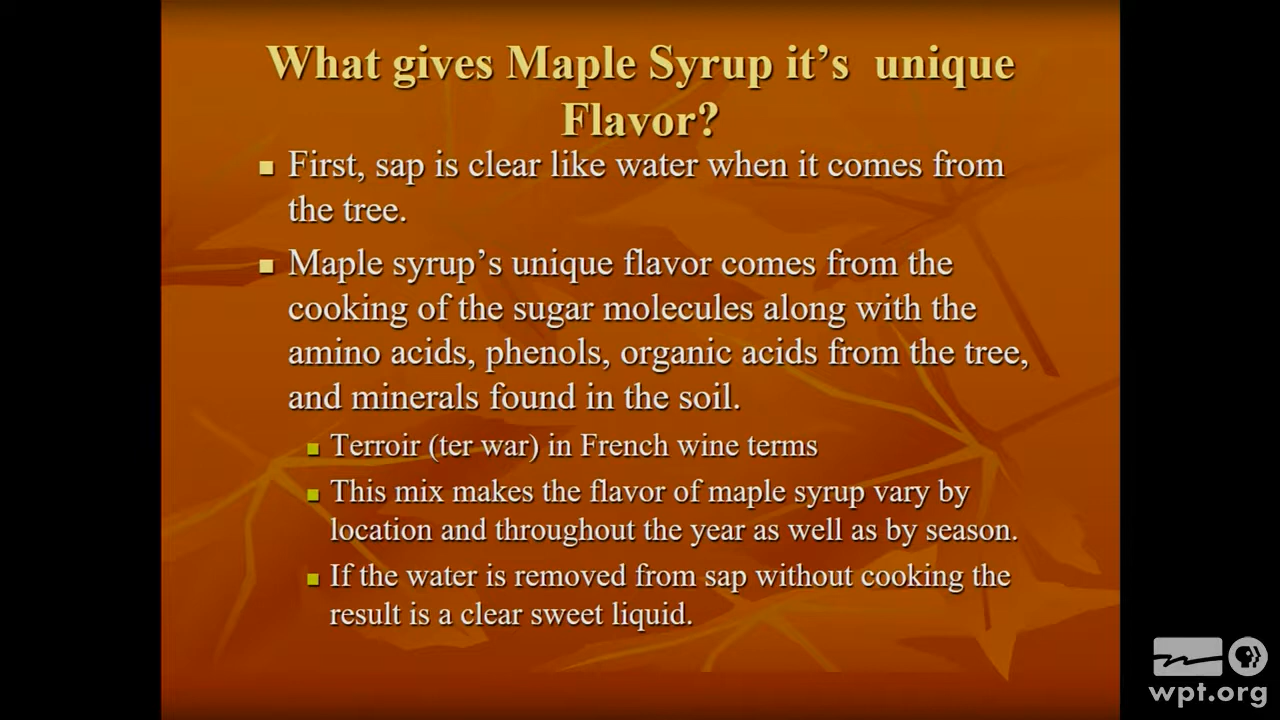 What gives Maple Syrup it's unique
Flavor?
First, sap is clear like water when it comes from
the tree.
Maple syrup's unique flavor comes from the
cooking of the sugar molecules along with the
amino acids, phenols, organic acids from the tree,
and minerals found in the soil.
Terroir (ter war) in French wine terms
This mix makes the flavor of maple syrup vary by
location and throughout the year as well as by season.
If the water is removed from sap without cooking the
result is a clear sweet liquid.
wpt.org